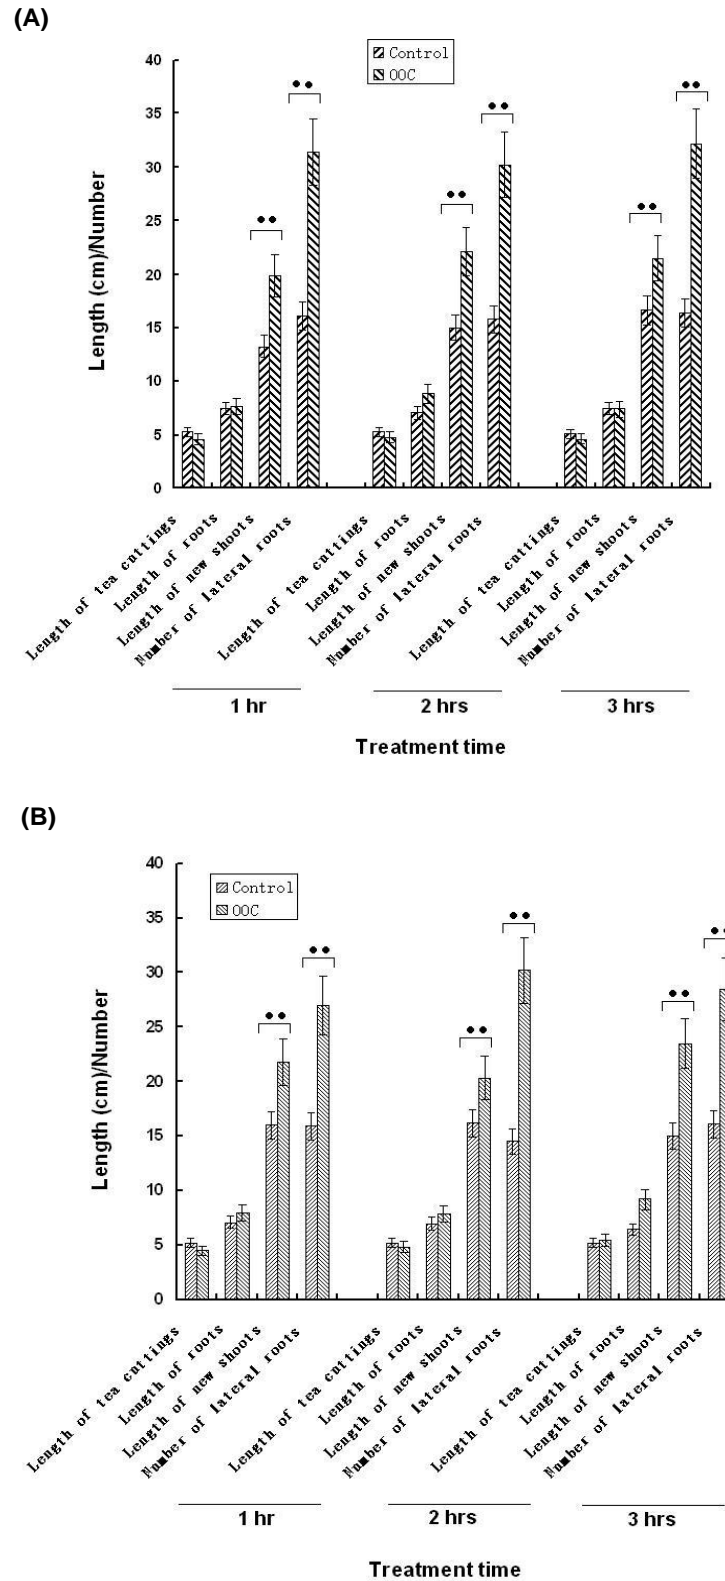 (A)
40
35
30
25
20
15
10
5
0
Length (cm)/Number
Control
OOC
Length of tea cuttings
Length of roots
Length of new shoots
Number of lateral roots
Length of tea cuttings
Length of roots
Length of new shoots
Number of lateral roots
Length of tea cuttings
Length of roots
Length of new shoots
Number of lateral roots
1 hr
2 hrs
3 hrs
Treatment time
(B)
40
35
30
25
20
15
10
5
0
Length (cm)/Number
Control
OOC
Length of tea cuttings
Length of roots
Length of new shoots
Number of lateral roots
Length of tea cuttings
Length of roots
Length of new shoots
Number of lateral roots
Length of tea cuttings
Length of roots
Length of new shoots
Number of lateral roots
1 hr
2 hrs
3 hrs
Treatment time